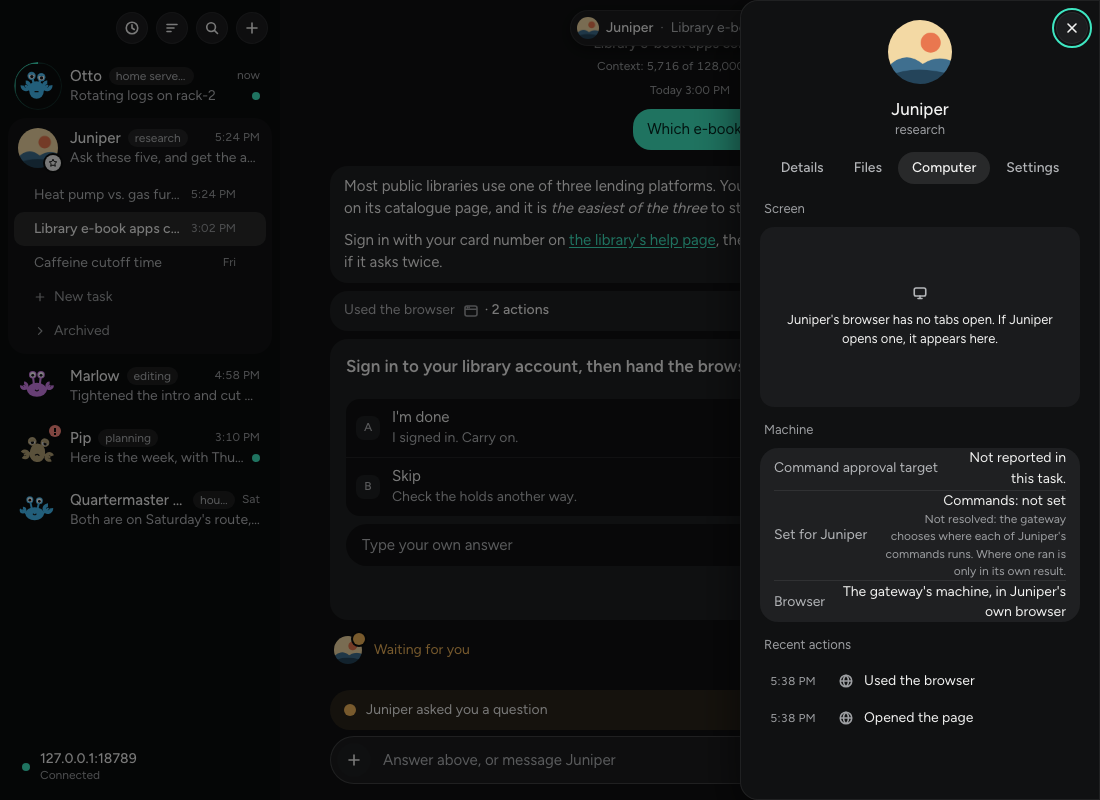 Otto home serve... now
Rotating logs on rack-2
Juniper research 5:24 PM
Ask these five, and get the a...
Heat pump vs. gas fur... 5:24 PM
Library e-book apps c... 3:02 PM
Caffeine cutoff time Fri
New task
Archived
Marlow editing 4:58 PM
Tightened the intro and cut ...
Pip planning 3:10 PM
Here is the week, with Thu...
Quartermaster ... hou... Sat
Both are on Saturday's route,...
127.0.0.1:18789
Connected
Juniper · Library e-b
Context: 5,716 of 128,000
Today 3:00 PM
Which e-book
Most public libraries use one of three lending platforms. You
on its catalogue page, and it is the easiest of the three to st
Sign in with your card number on the library's help page, the
if it asks twice.
Used the browser · 2 actions
Sign in to your library account, then hand the brows
A I'm done
I signed in. Carry on.
B Skip
Check the holds another way.
Type your own answer
Waiting for you
Juniper asked you a question
Answer above, or message Juniper
Juniper
research
Details Files Computer Settings
Screen
Juniper's browser has no tabs open. If Juniper
opens one, it appears here.
Machine
Command approval target Not reported in
this task.
Set for Juniper Commands: not set
Not resolved: the gateway
chooses where each of Juniper's
commands runs. Where one ran is
only in its own result.
Browser The gateway's machine, in Juniper's
own browser
Recent actions
5:38 PM Used the browser
5:38 PM Opened the page